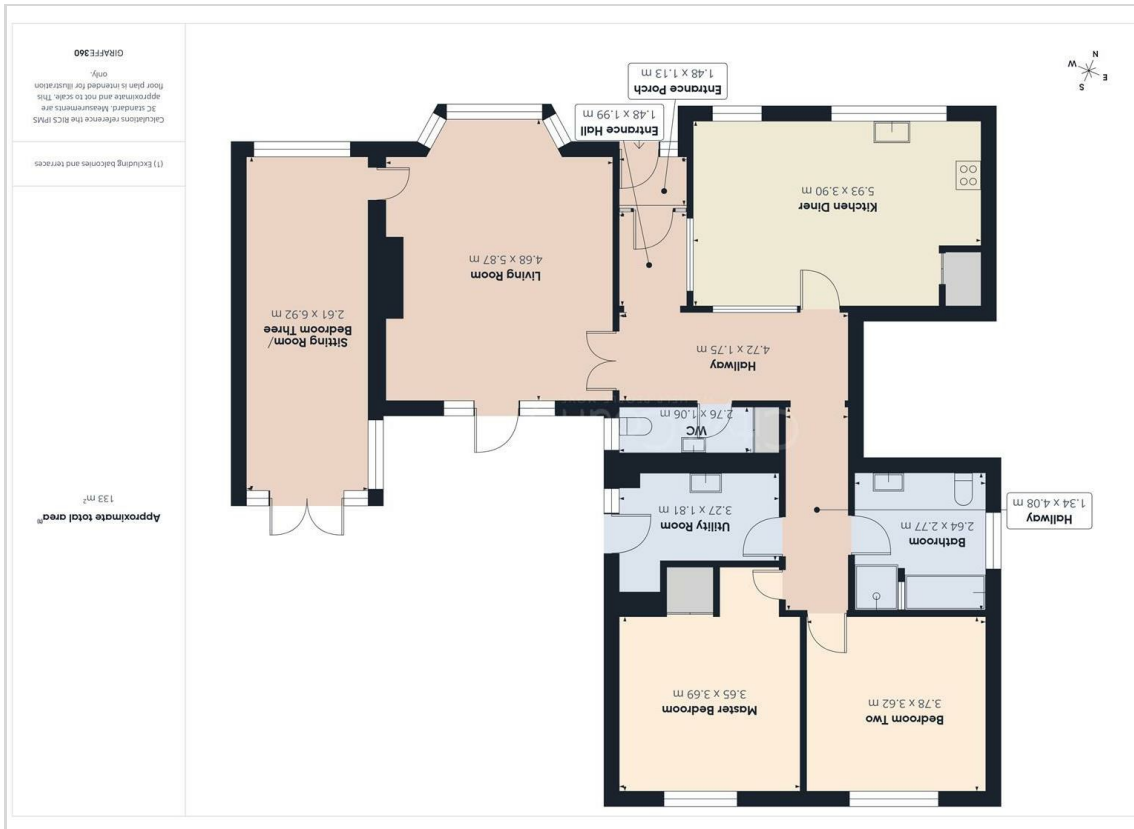 Bedroom Two
3.78 x 3.62 m
Master Bedroom
3.65 x 3.69 m
Bathroom
2.64 x 2.77 m
Hallway
1.34 x 4.08 m
Utility Room
3.27 x 1.81 m
WC
2.76 x 1.06 m
Hallway
4.72 x 1.75 m
Kitchen Diner
5.93 x 3.90 m
Living Room
4.68 x 5.87 m
Sitting Room/
Bedroom Three
2.61 x 6.92 m
Entrance Hall
1.48 x 1.99 m
Entrance Porch
1.48 x 1.13 m
N
E
S
W
Approximate total area⁽¹⁾
133 m²
(1) Excluding balconies and terraces
Calculations reference the RICS IPMS
3C standard. Measurements are
approximate and not to scale. This
floor plan is intended for illustration
only.
GIRAFFE360